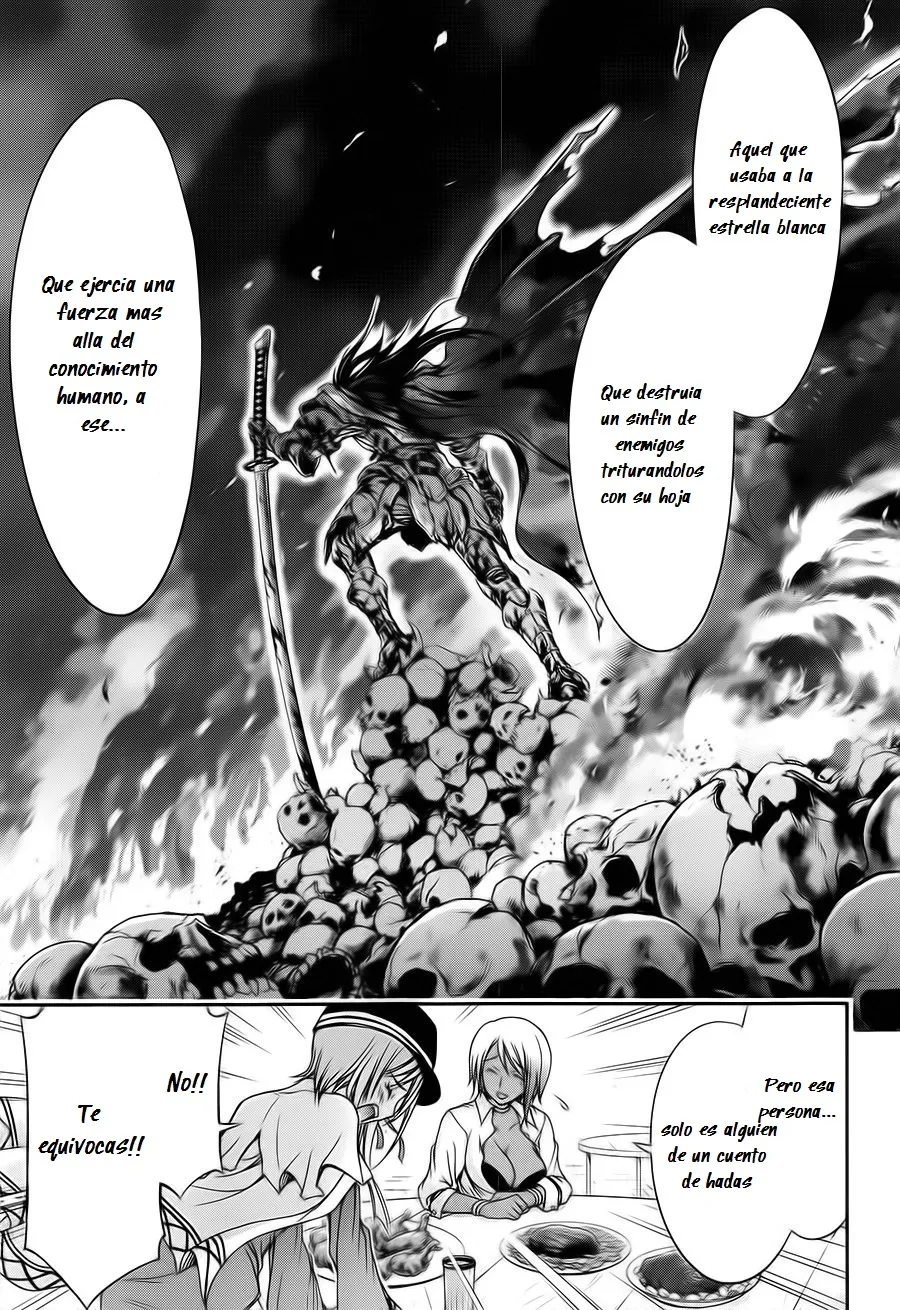 Aquel que
usaba a la
resplandeciente
estrella blanca
Que destruia
un sinfin de
enemigos
triturandolos
con su hoja
Que ejercia una
fuerza mas
alla del
conocimiento
humano, a
ese...
Pero esa
persona...
solo es alguien
de un cuento
de hadas
No!!
Te
equivocas!!